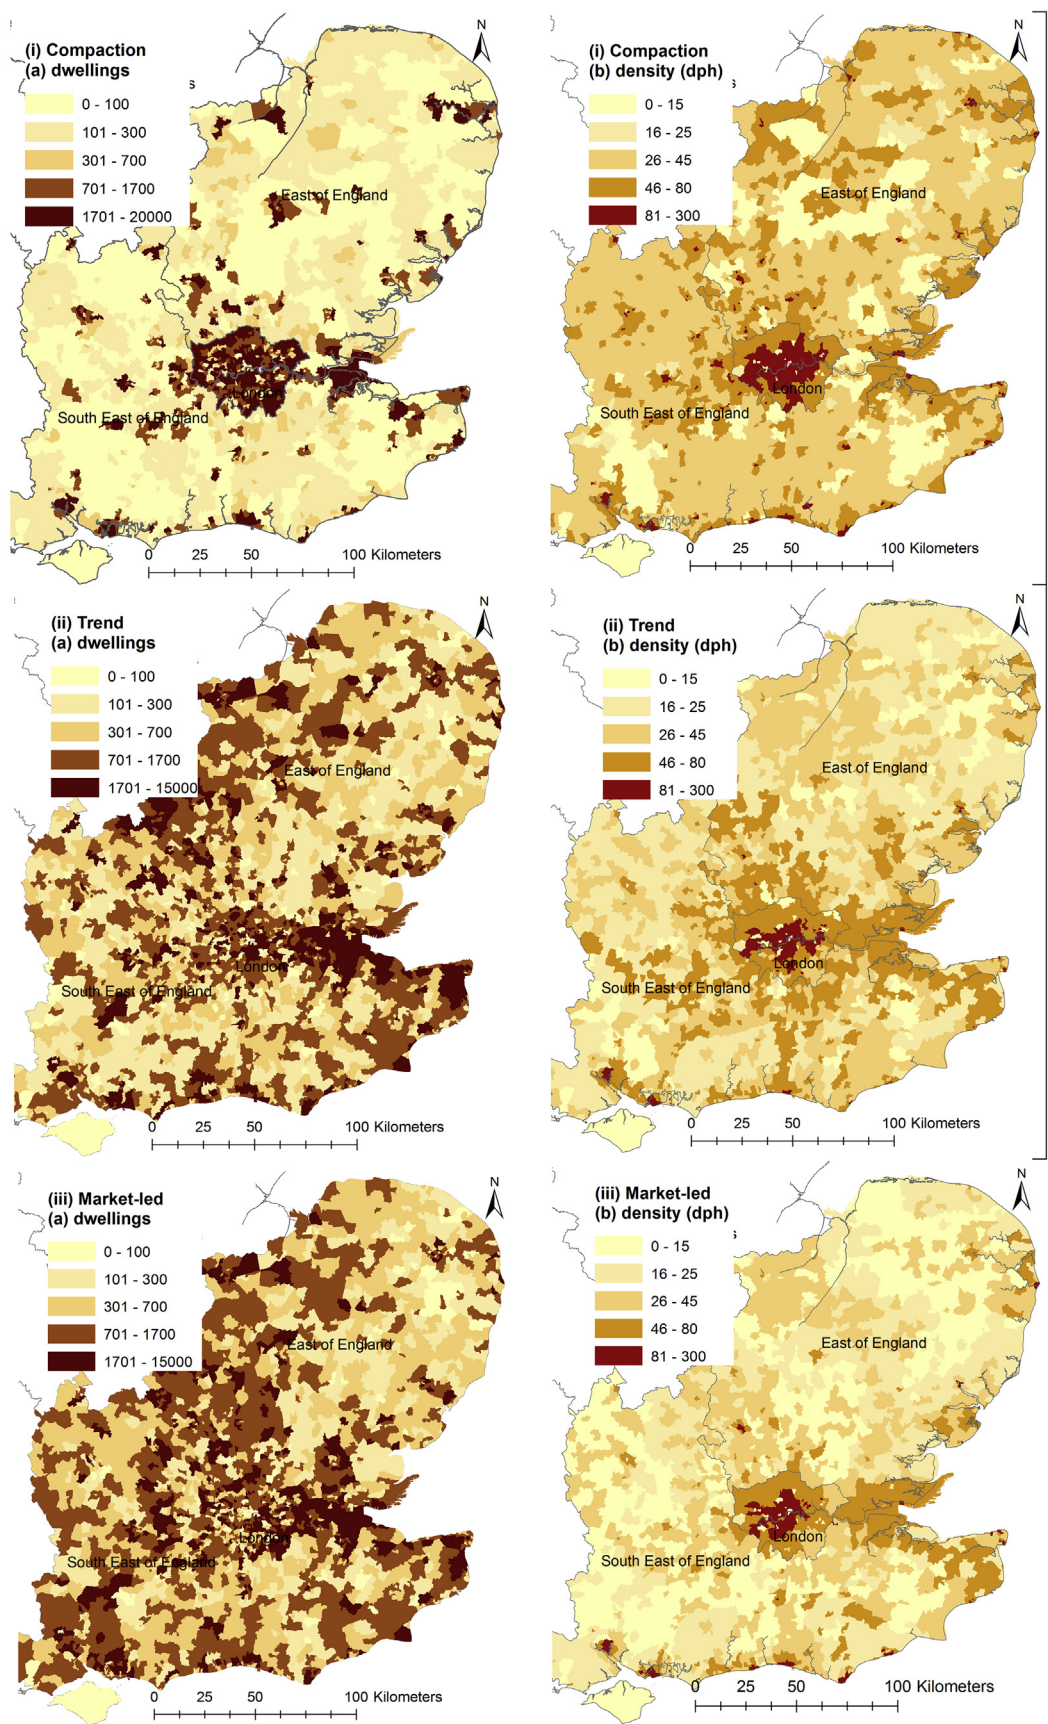 N
(i) Compaction
(a) dwellings
s
0 - 100
101 - 300
301 - 700
701 - 1700
1701 - 20000
East of England
London
South East of England
0 25 50 100 Kilometers
N
(i) Compaction
(b) density (dph)
s
0 - 15
16 - 25
26 - 45
46 - 80
81 - 300
East of England
London
South East of England
0 25 50 100 Kilometers
N
(ii) Trend
(a) dwellings
0 - 100
101 - 300
301 - 700
701 - 1700
1701 - 15000
East of England
London
South East of England
0 25 50 100 Kilometers
N
(ii) Trend
(b) density (dph)
0 - 15
16 - 25
26 - 45
46 - 80
81 - 300
East of England
London
South East of England
0 25 50 100 Kilometers
N
(iii) Market-led
(a) dwellings
0 - 100
101 - 300
301 - 700
701 - 1700
1701 - 15000
East of England
London
South East of England
0 25 50 100 Kilometers
N
(iii) Market-led
(b) density (dph)
s
0 - 15
16 - 25
26 - 45
46 - 80
81 - 300
East of England
London
South East of England
0 25 50 100 Kilometers